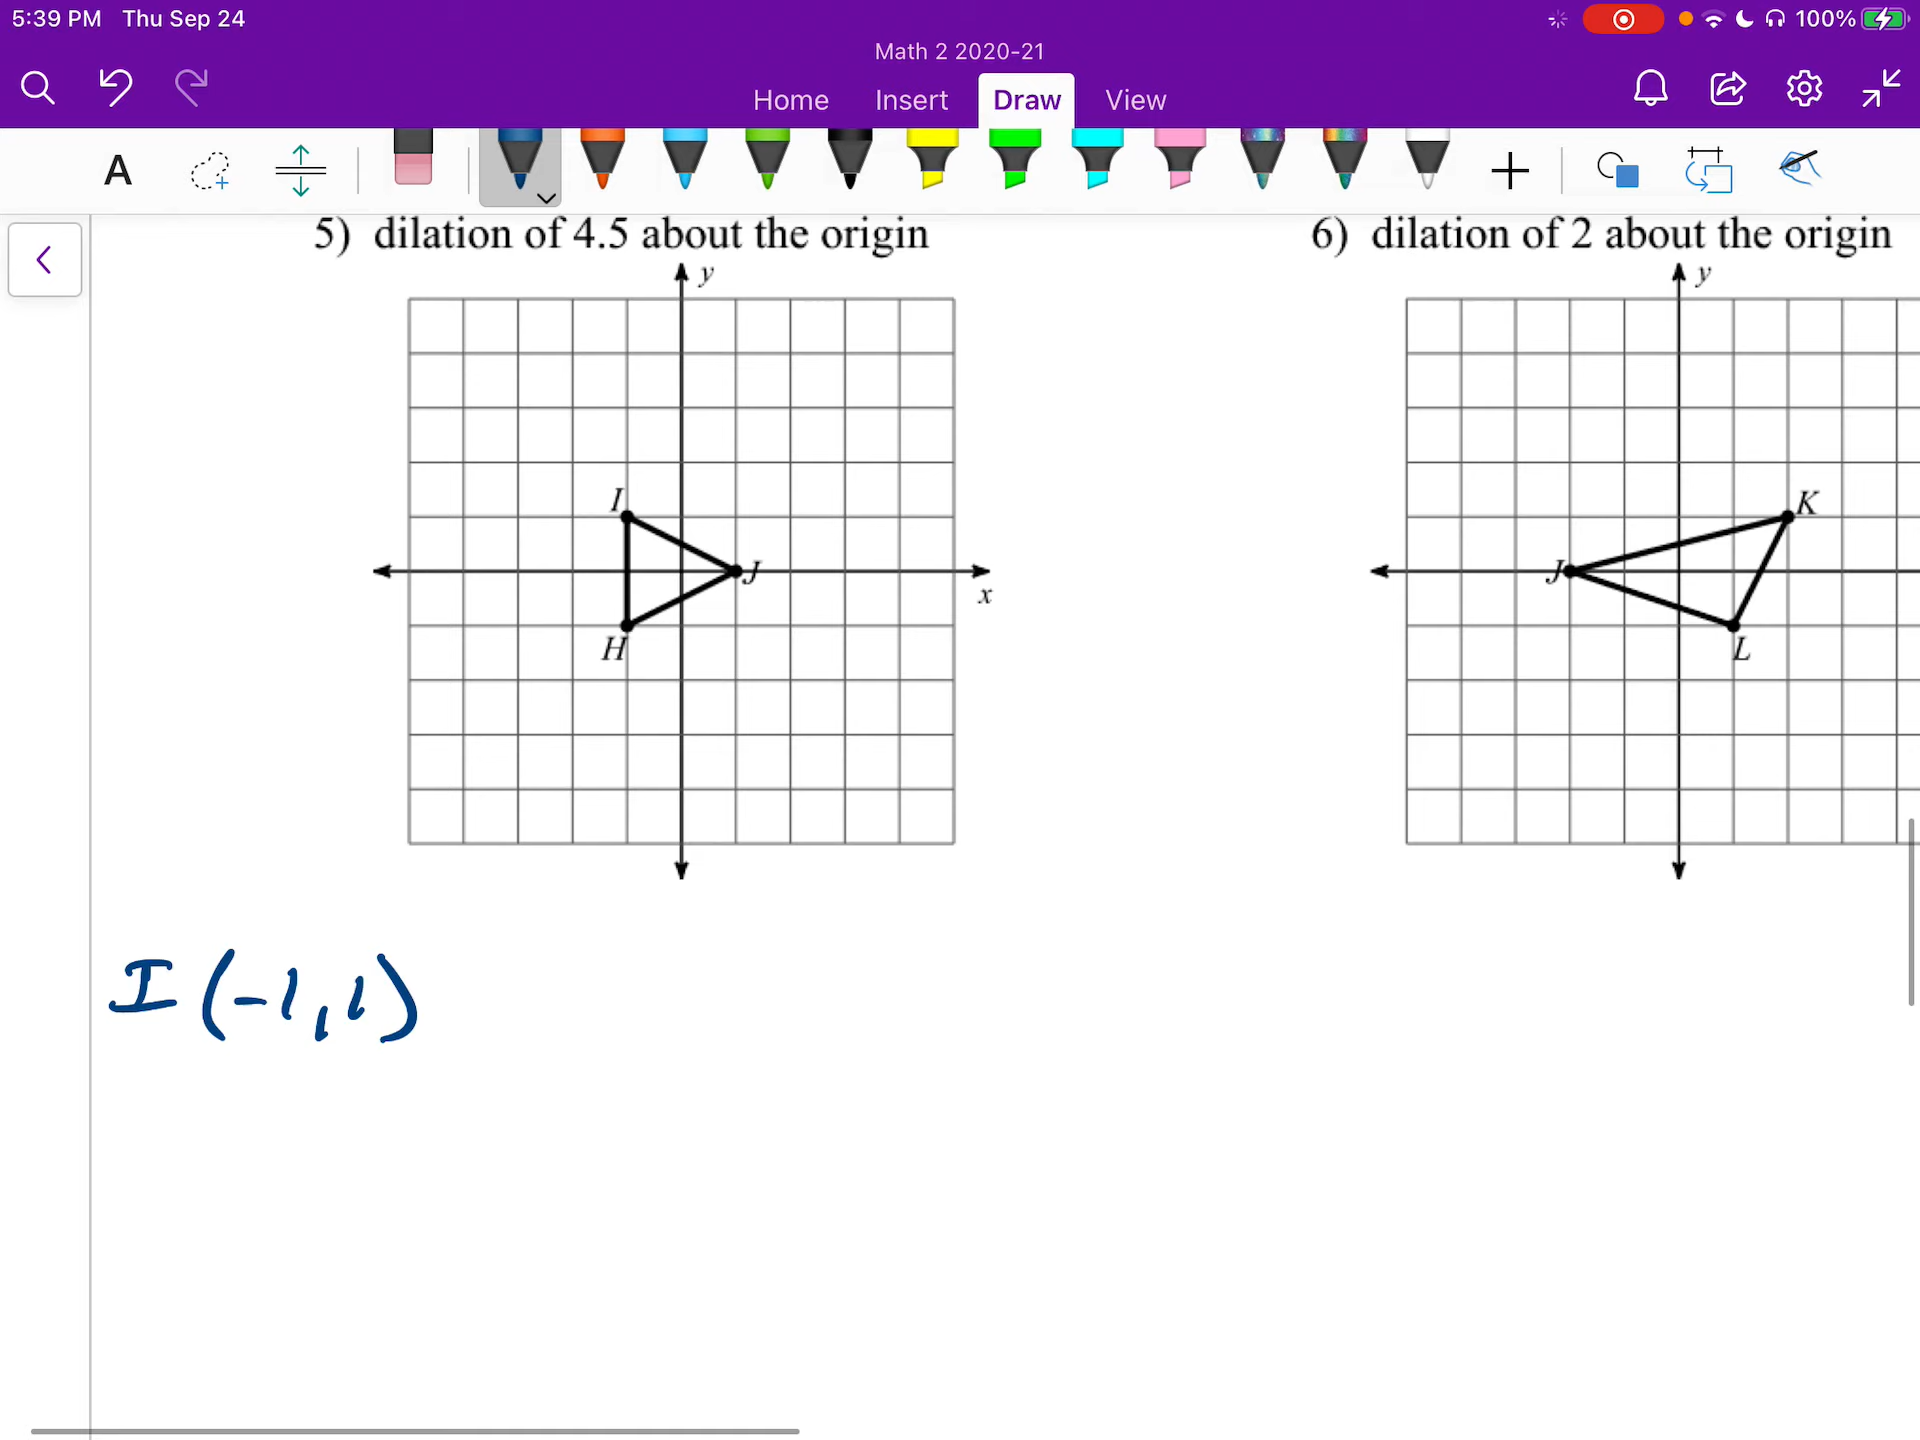 5:39 PM Thu Sep 24
100%
Math 2 2020-21
Home Insert Draw View
A
5) dilation of 4.5 about the origin
6) dilation of 2 about the origin
y
y
I
K
J
J
x
H
L
I (-1,1)